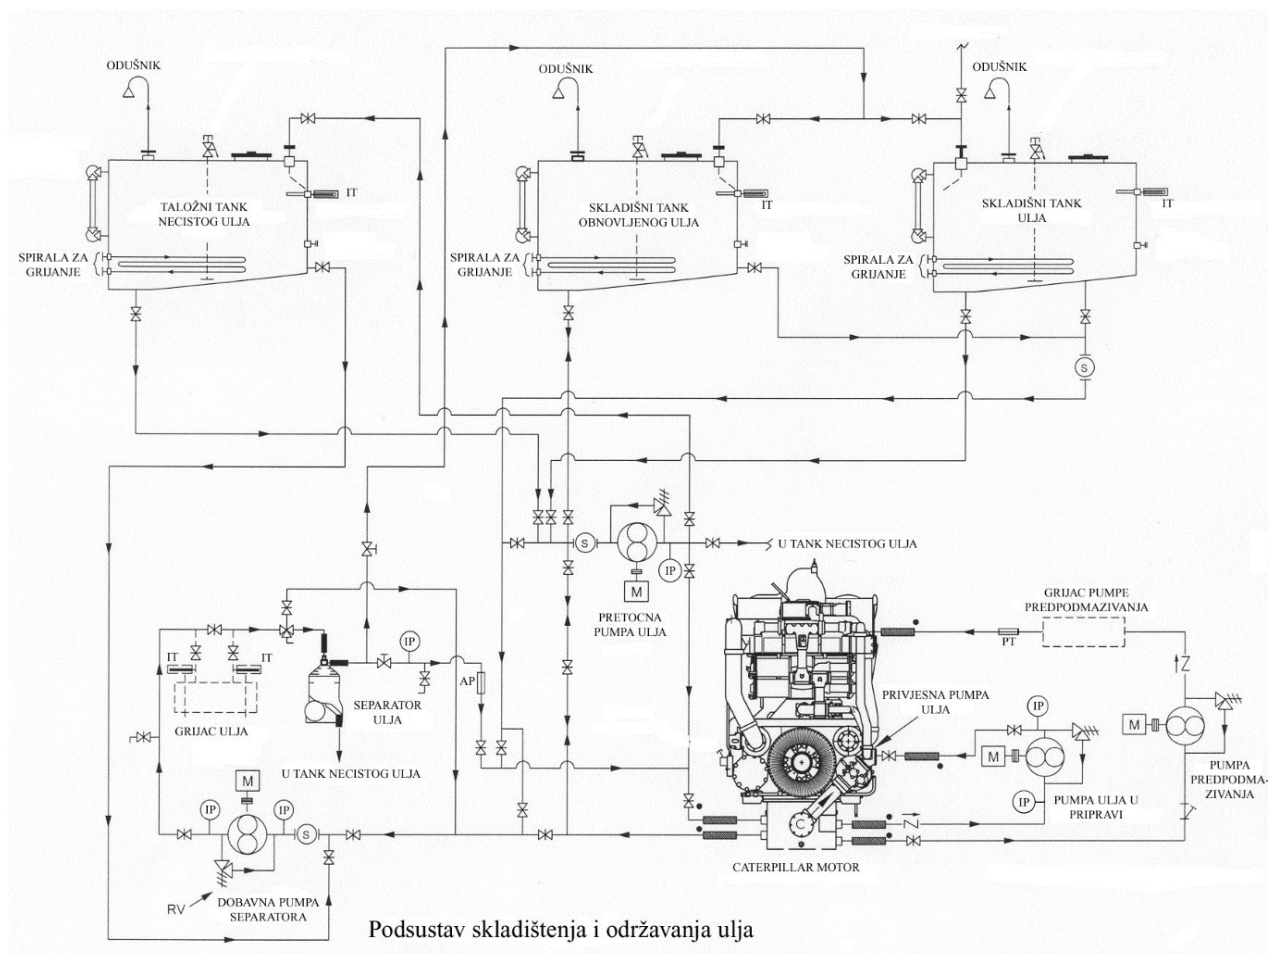 ODUŠNIK
ODUŠNIK
ODUŠNIK
IT
IT
IT
TALOŽNI TANK
NECISTOG ULJA
SKLADIŠNI TANK
OBNOVLJENOG ULJA
SKLADIŠNI TANK
ULJA
SPIRALA ZA
GRIJANJE
SPIRALA ZA
GRIJANJE
SPIRALA ZA
GRIJANJE
S
S
U TANK NECISTOG ULJA
IP
M
PRETOCNA
PUMPA ULJA
GRIJAC PUMPE
PREDPODMAZIVANJA
PT
IP
IT
IT
AP
GRIJAC ULJA
SEPARATOR
ULJA
U TANK NECISTOG ULJA
PRIVJESNA PUMPA
ULJA
IP
M
M
PUMPA
PREDPODMA-
ZIVANJA
IP
PUMPA ULJA U
PRIPRAVI
M
IP
IP
S
C
CATERPILLAR MOTOR
RV
DOBAVNA PUMPA
SEPARATORA
Podsustav skladištenja i održavanja ulja